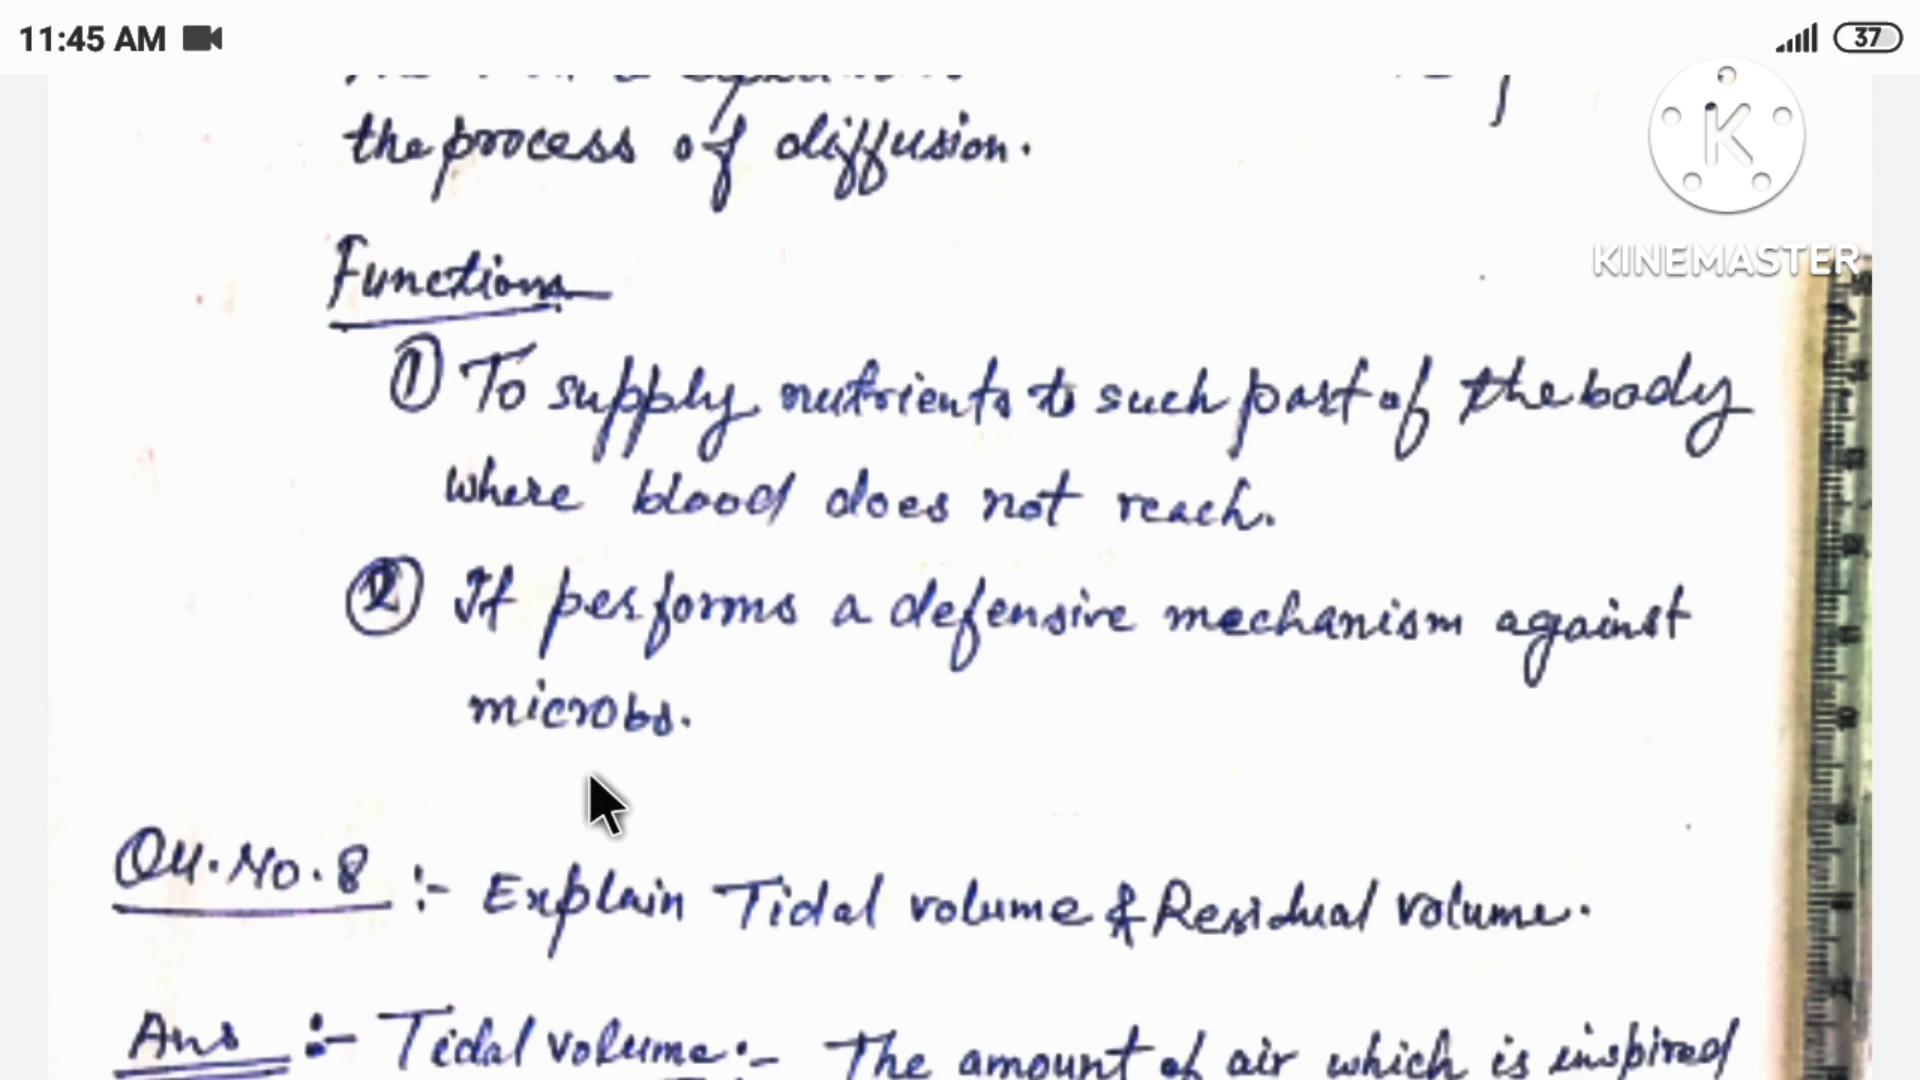 11:45 AM
37
the process of diffusion.
KINEMASTER
Functions
① To supply nutrients to such part of the body
where blood does not reach.
② It performs a defensive mechanism against
microbs.
QU.No.8 :- Explain Tidal volume & Residual volume.
Ans :- Tidal volume :- The amount of air which is inspired